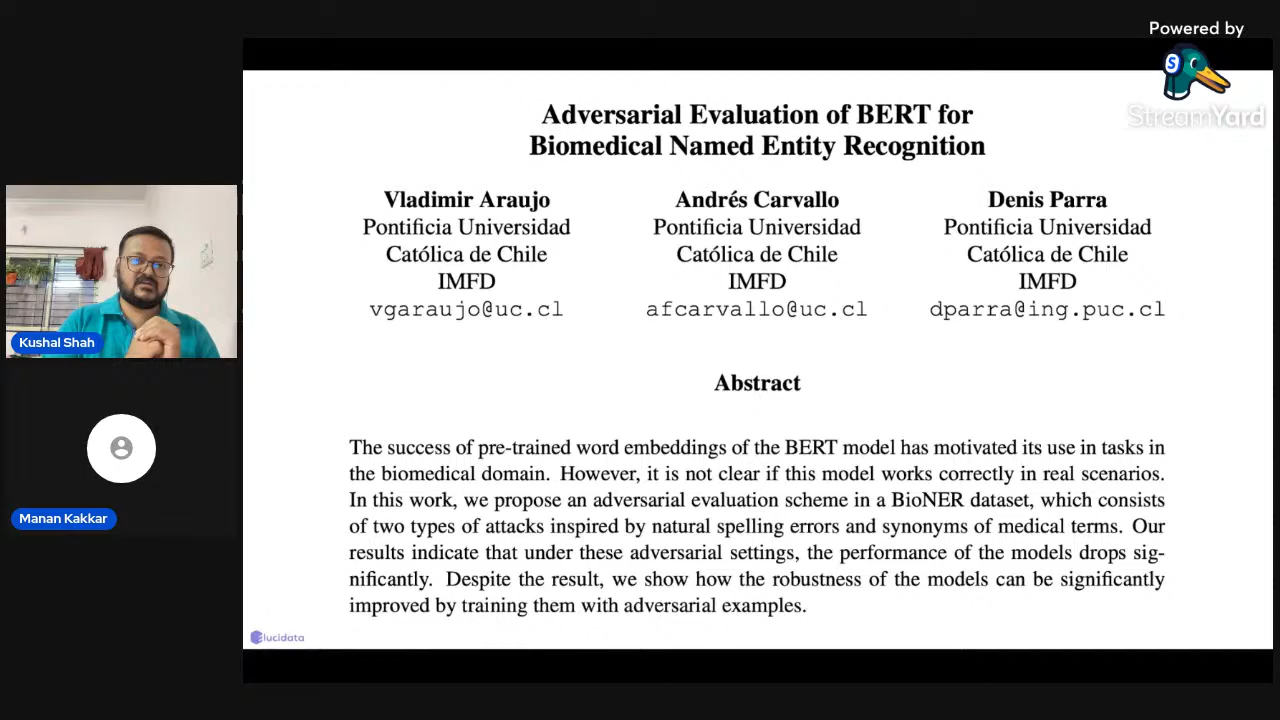 Powered by
S
StreamYard
Adversarial Evaluation of BERT for
Biomedical Named Entity Recognition
Vladimir Araujo
Pontificia Universidad
Católica de Chile
IMFD
vgaraujo@uc.cl
Andrés Carvallo
Pontificia Universidad
Católica de Chile
IMFD
afcarvallo@uc.cl
Denis Parra
Pontificia Universidad
Católica de Chile
IMFD
dparra@ing.puc.cl
Abstract
The success of pre-trained word embeddings of the BERT model has motivated its use in tasks in
the biomedical domain. However, it is not clear if this model works correctly in real scenarios.
In this work, we propose an adversarial evaluation scheme in a BioNER dataset, which consists
of two types of attacks inspired by natural spelling errors and synonyms of medical terms. Our
results indicate that under these adversarial settings, the performance of the models drops sig-
nificantly. Despite the result, we show how the robustness of the models can be significantly
improved by training them with adversarial examples.
Elucidata
Kushal Shah
Manan Kakkar